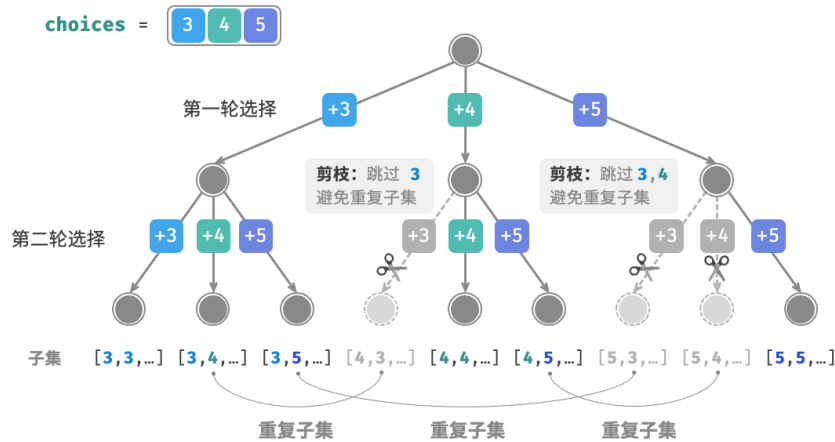 choices = 3 4 5
第一轮选择 +3 +4 +5
剪枝：跳过 3
避免重复子集
剪枝：跳过 3,4
避免重复子集
第二轮选择 +3 +4 +5 +3 +4 +5 +3 +4 +5
子集 [3,3,…] [3,4,…] [3,5,…] [4,3,…] [4,4,…] [4,5,…] [5,3,…] [5,4,…] [5,5,…]
重复子集 重复子集 重复子集